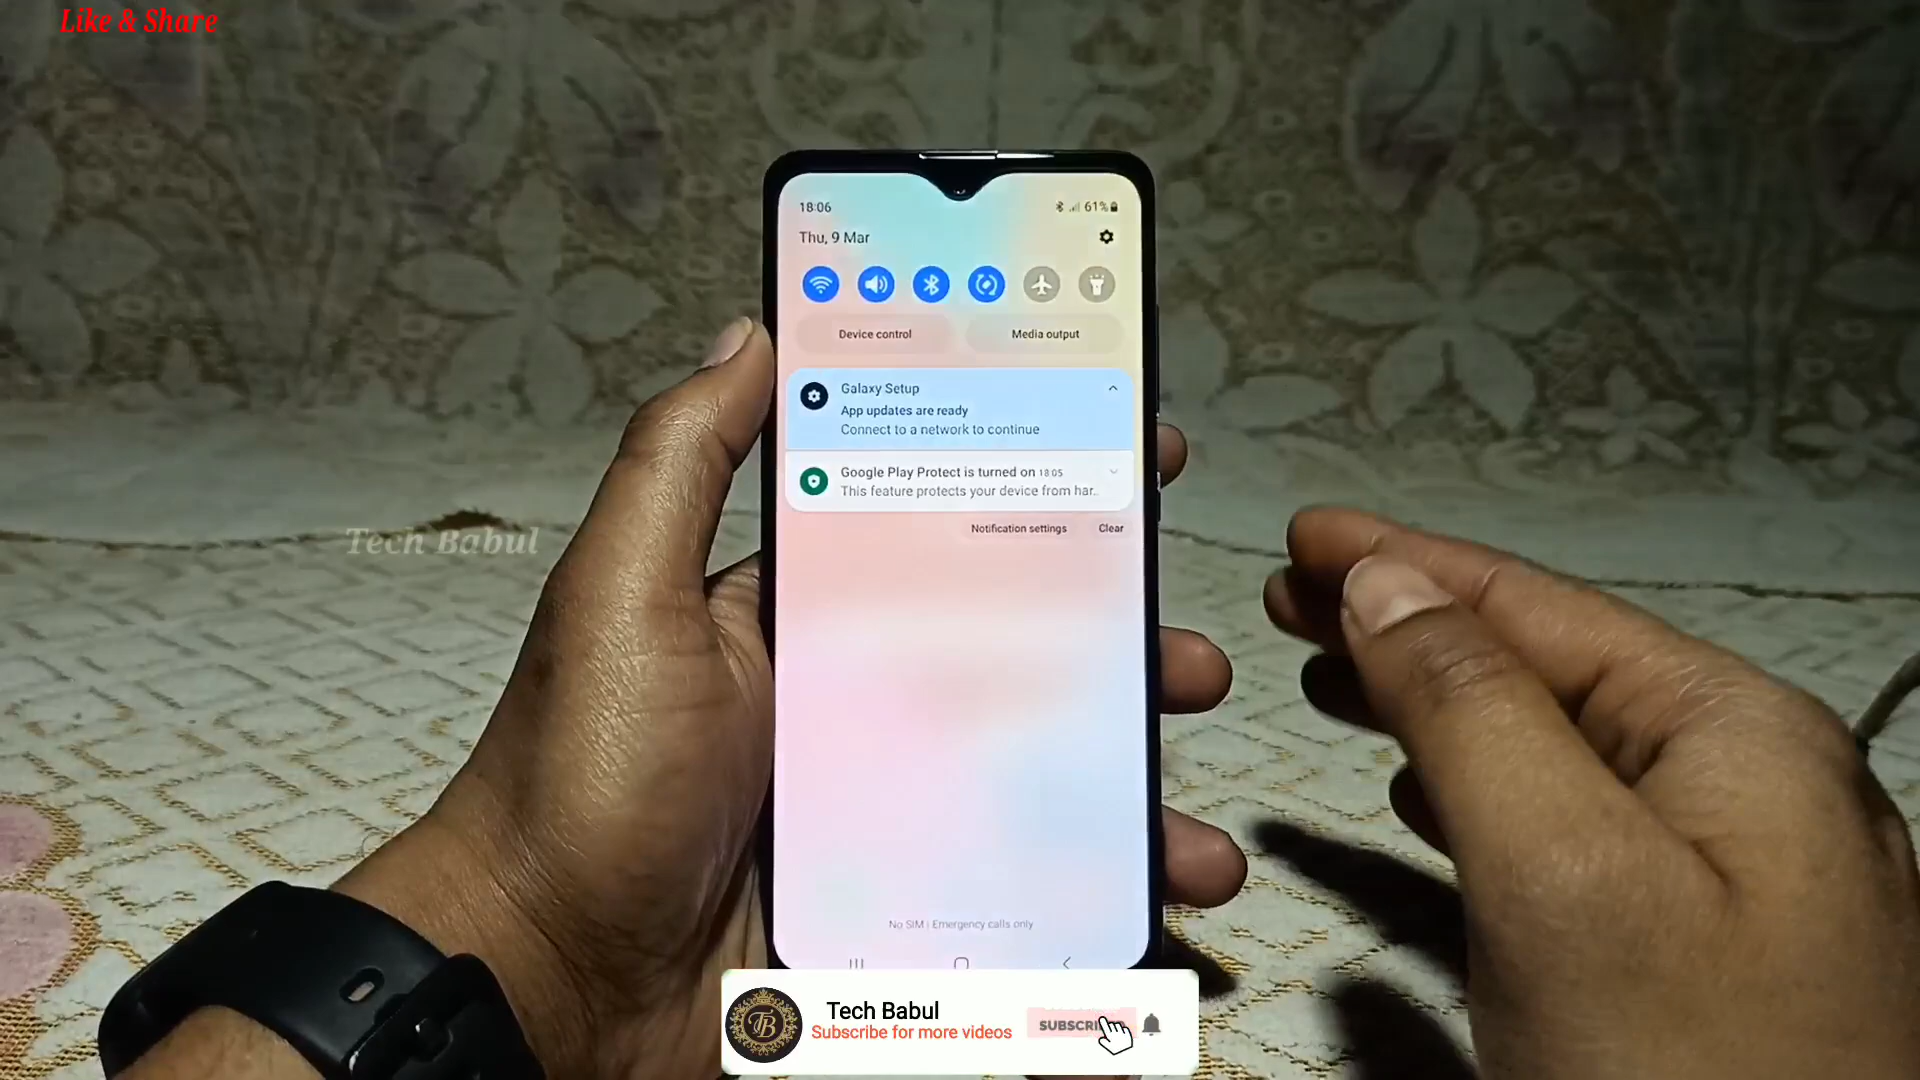 Like & Share
18:06
61%
Thu, 9 Mar
Device control
Media output
Galaxy Setup
App updates are ready
Connect to a network to continue
Google Play Protect is turned on 18:05
This feature protects your device from har..
Notification settings
Clear
Tech Babul
No SIM | Emergency calls only
TB
Tech Babul
Subscribe for more videos